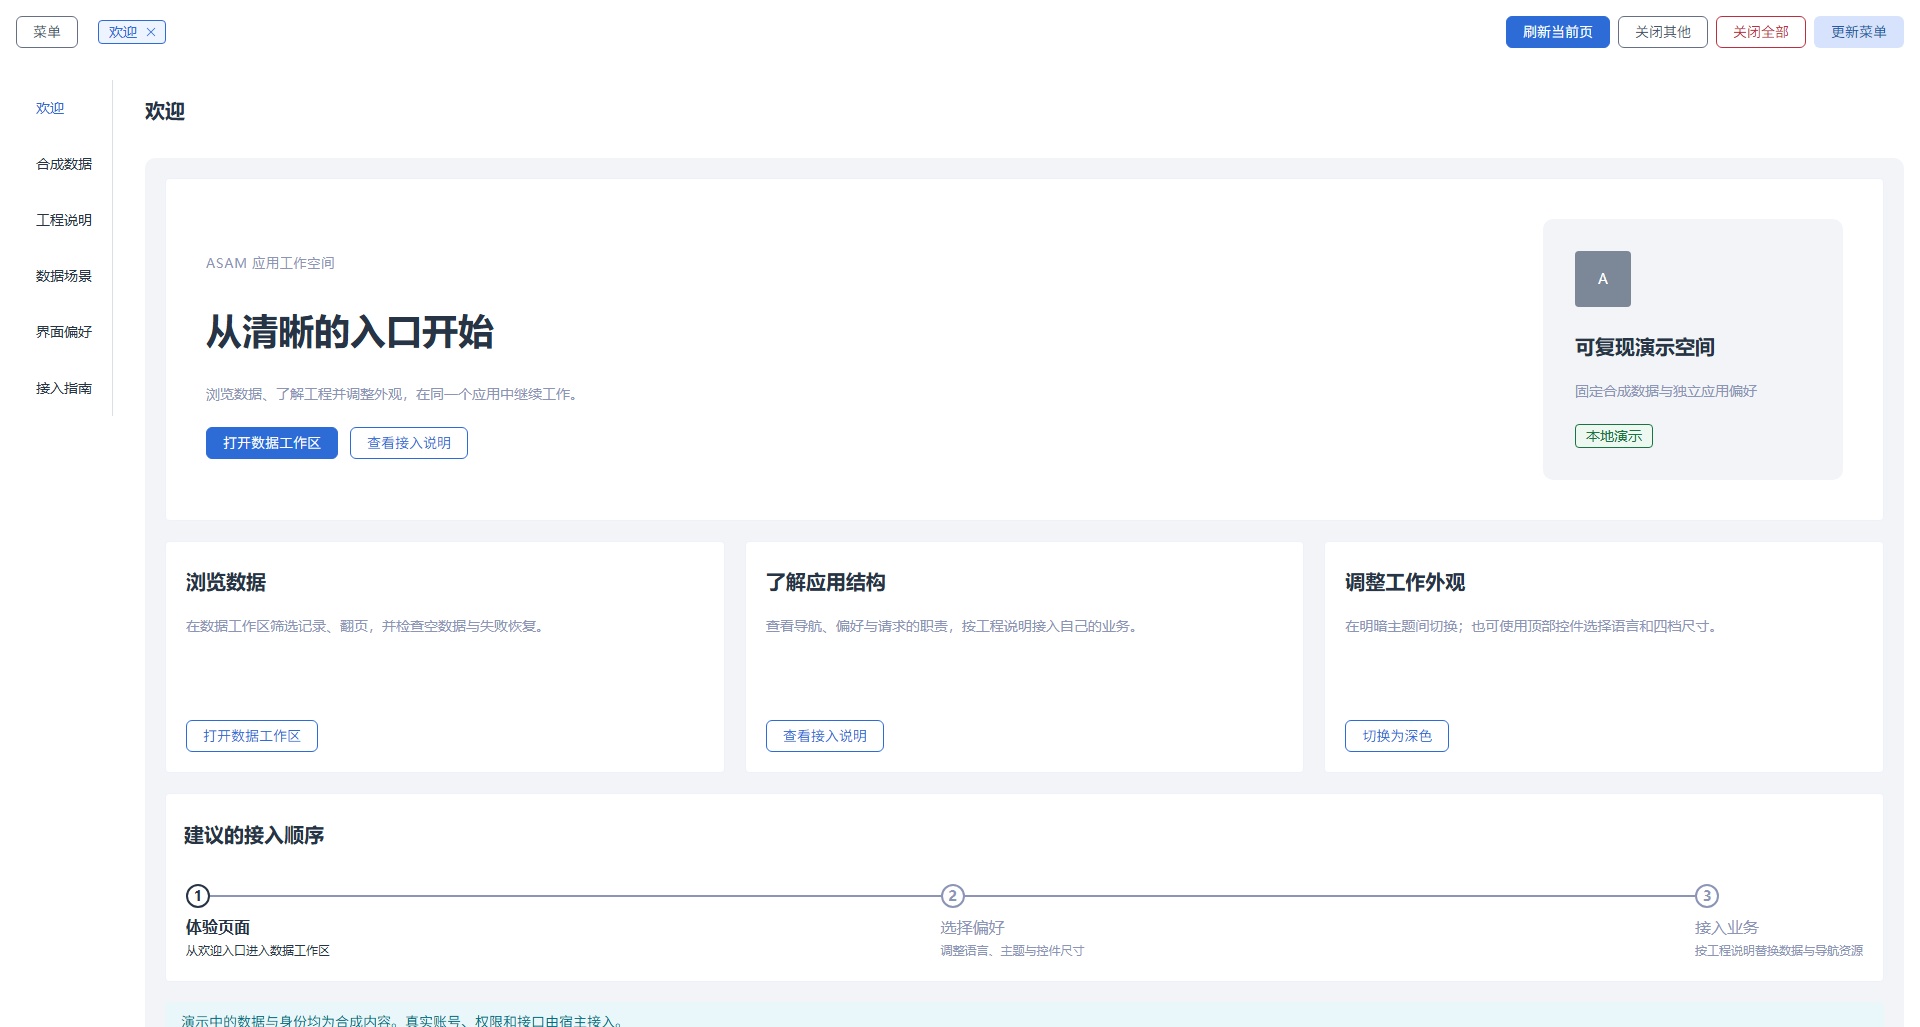 菜单
欢迎
刷新当前页
关闭其他
关闭全部
更新菜单
欢迎
合成数据
工程说明
数据场景
界面偏好
接入指南
欢迎
ASAM 应用工作空间
从清晰的入口开始
浏览数据、了解工程并调整外观，在同一个应用中继续工作。
打开数据工作区
查看接入说明
A
可复现演示空间
固定合成数据与独立应用偏好
本地演示
浏览数据
在数据工作区筛选记录、翻页，并检查空数据与失败恢复。
打开数据工作区
了解应用结构
查看导航、偏好与请求的职责，按工程说明接入自己的业务。
查看接入说明
调整工作外观
在明暗主题间切换；也可使用顶部控件选择语言和四档尺寸。
切换为深色
建议的接入顺序
1
体验页面
从欢迎入口进入数据工作区
2
选择偏好
调整语言、主题与控件尺寸
3
接入业务
按工程说明替换数据与导航资源
演示中的数据与身份均为合成内容。真实账号、权限和接口由宿主接入。